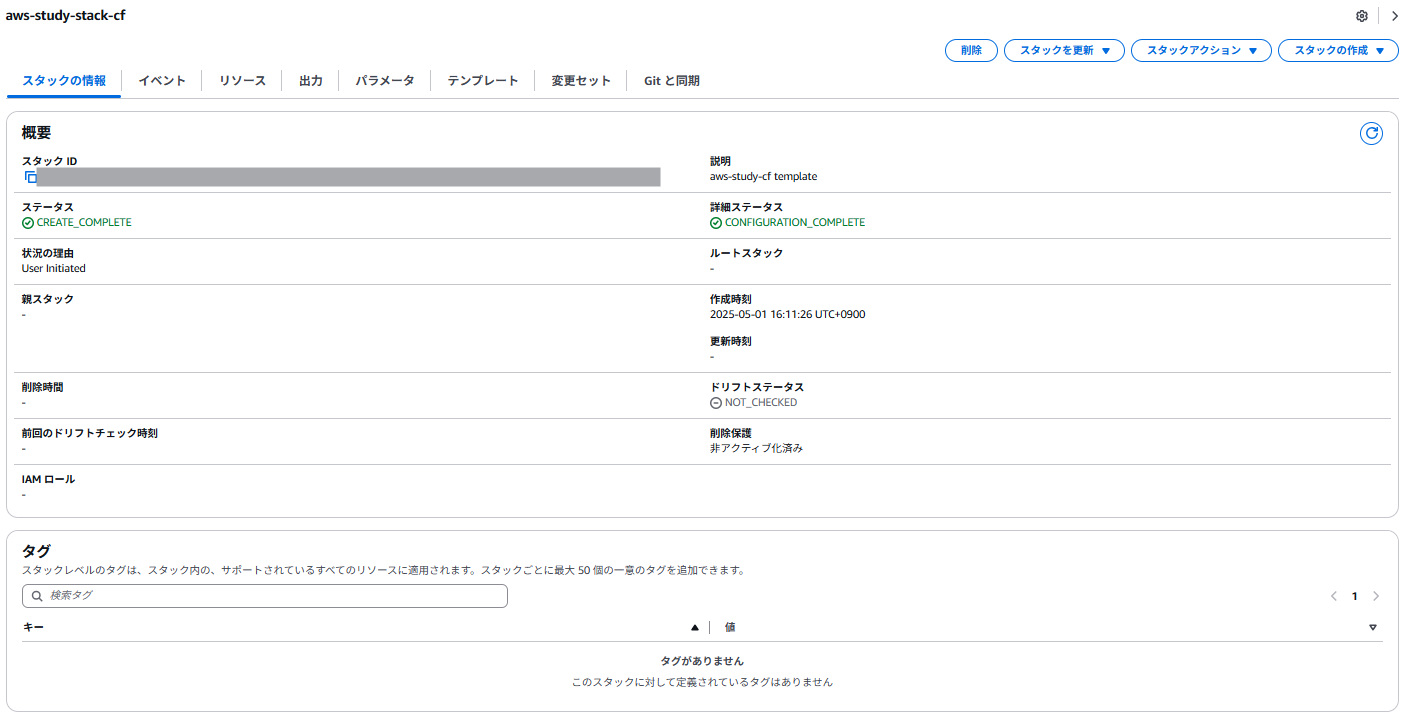 aws-study-stack-cf
削除
スタックを更新
スタックアクション
スタックの作成
スタックの情報
イベント
リソース
出力
パラメータ
テンプレート
変更セット
Git と同期
概要
スタック ID
説明
aws-study-cf template
ステータス
CREATE_COMPLETE
詳細ステータス
CONFIGURATION_COMPLETE
状況の理由
User Initiated
ルートスタック
-
親スタック
-
作成時刻
2025-05-01 16:11:26 UTC+0900
更新時刻
-
削除時間
-
ドリフトステータス
NOT_CHECKED
前回のドリフトチェック時刻
-
削除保護
非アクティブ化済み
IAM ロール
-
タグ
スタックレベルのタグは、スタック内の、サポートされているすべてのリソースに適用されます。スタックごとに最大 50 個の一意のタグを追加できます。
検索タグ
1
キー
値
タグがありません
このスタックに対して定義されているタグはありません